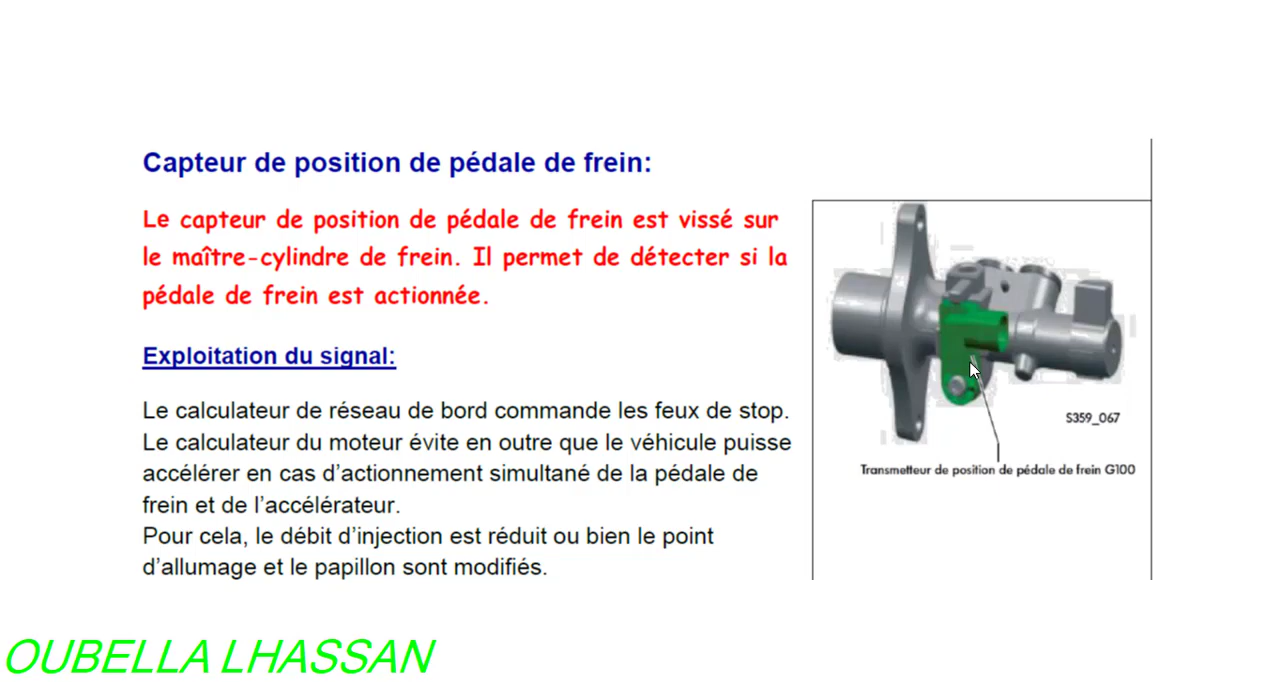 Capteur de position de pédale de frein:
Le capteur de position de pédale de frein est vissé sur
le maître-cylindre de frein. Il permet de détecter si la
pédale de frein est actionnée.
Exploitation du signal:
Le calculateur de réseau de bord commande les feux de stop.
Le calculateur du moteur évite en outre que le véhicule puisse
accélérer en cas d'actionnement simultané de la pédale de
frein et de l'accélérateur.
Pour cela, le débit d'injection est réduit ou bien le point
d'allumage et le papillon sont modifiés.
S359_067
Transmetteur de position de pédale de frein G100
OUBELLA LHASSAN